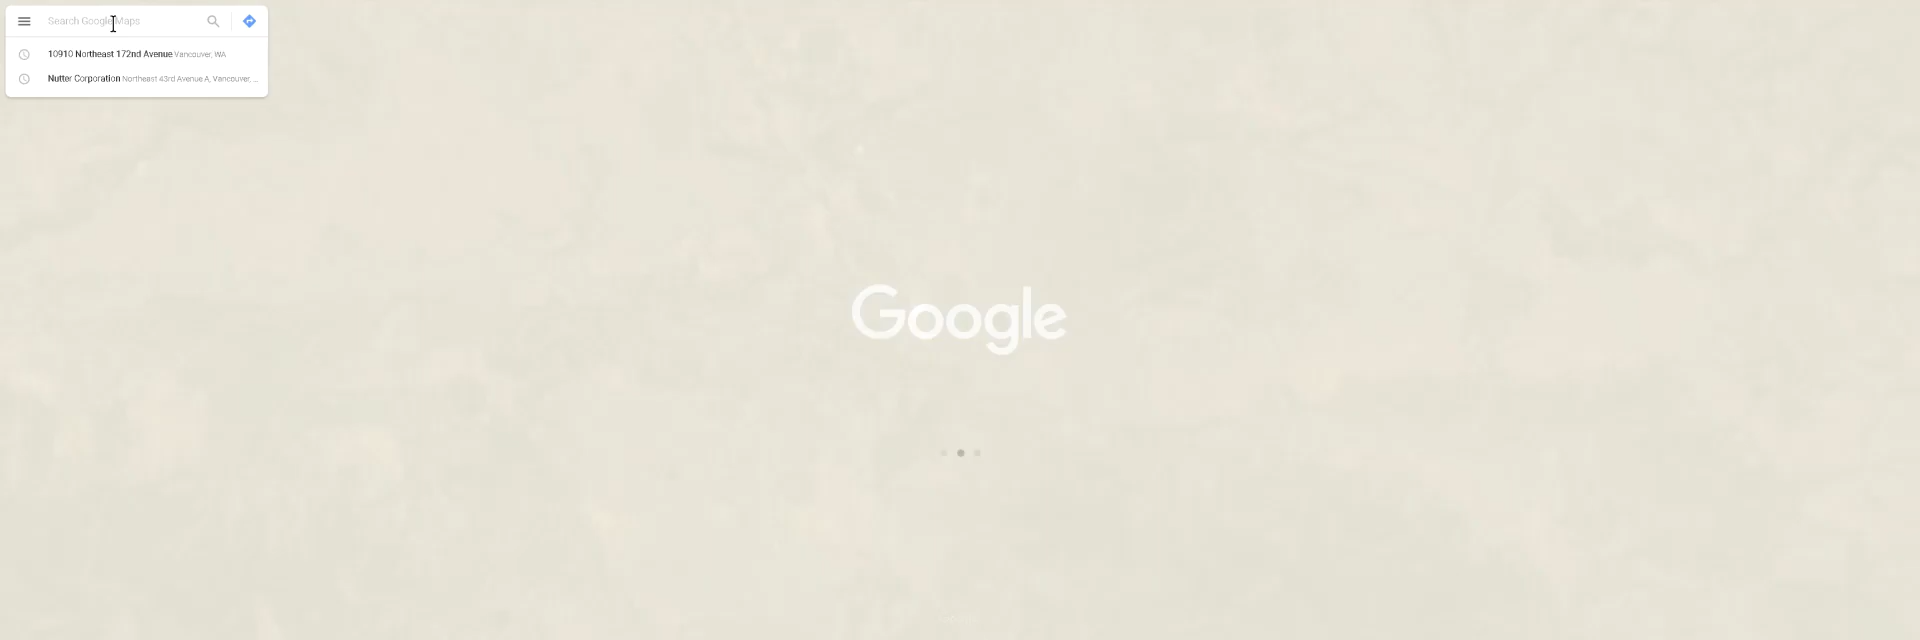 Search Google Maps
10910 Northeast 172nd Avenue Vancouver, WA
Nutter Corporation Northeast 43rd Avenue A, Vancouver, ...
Google